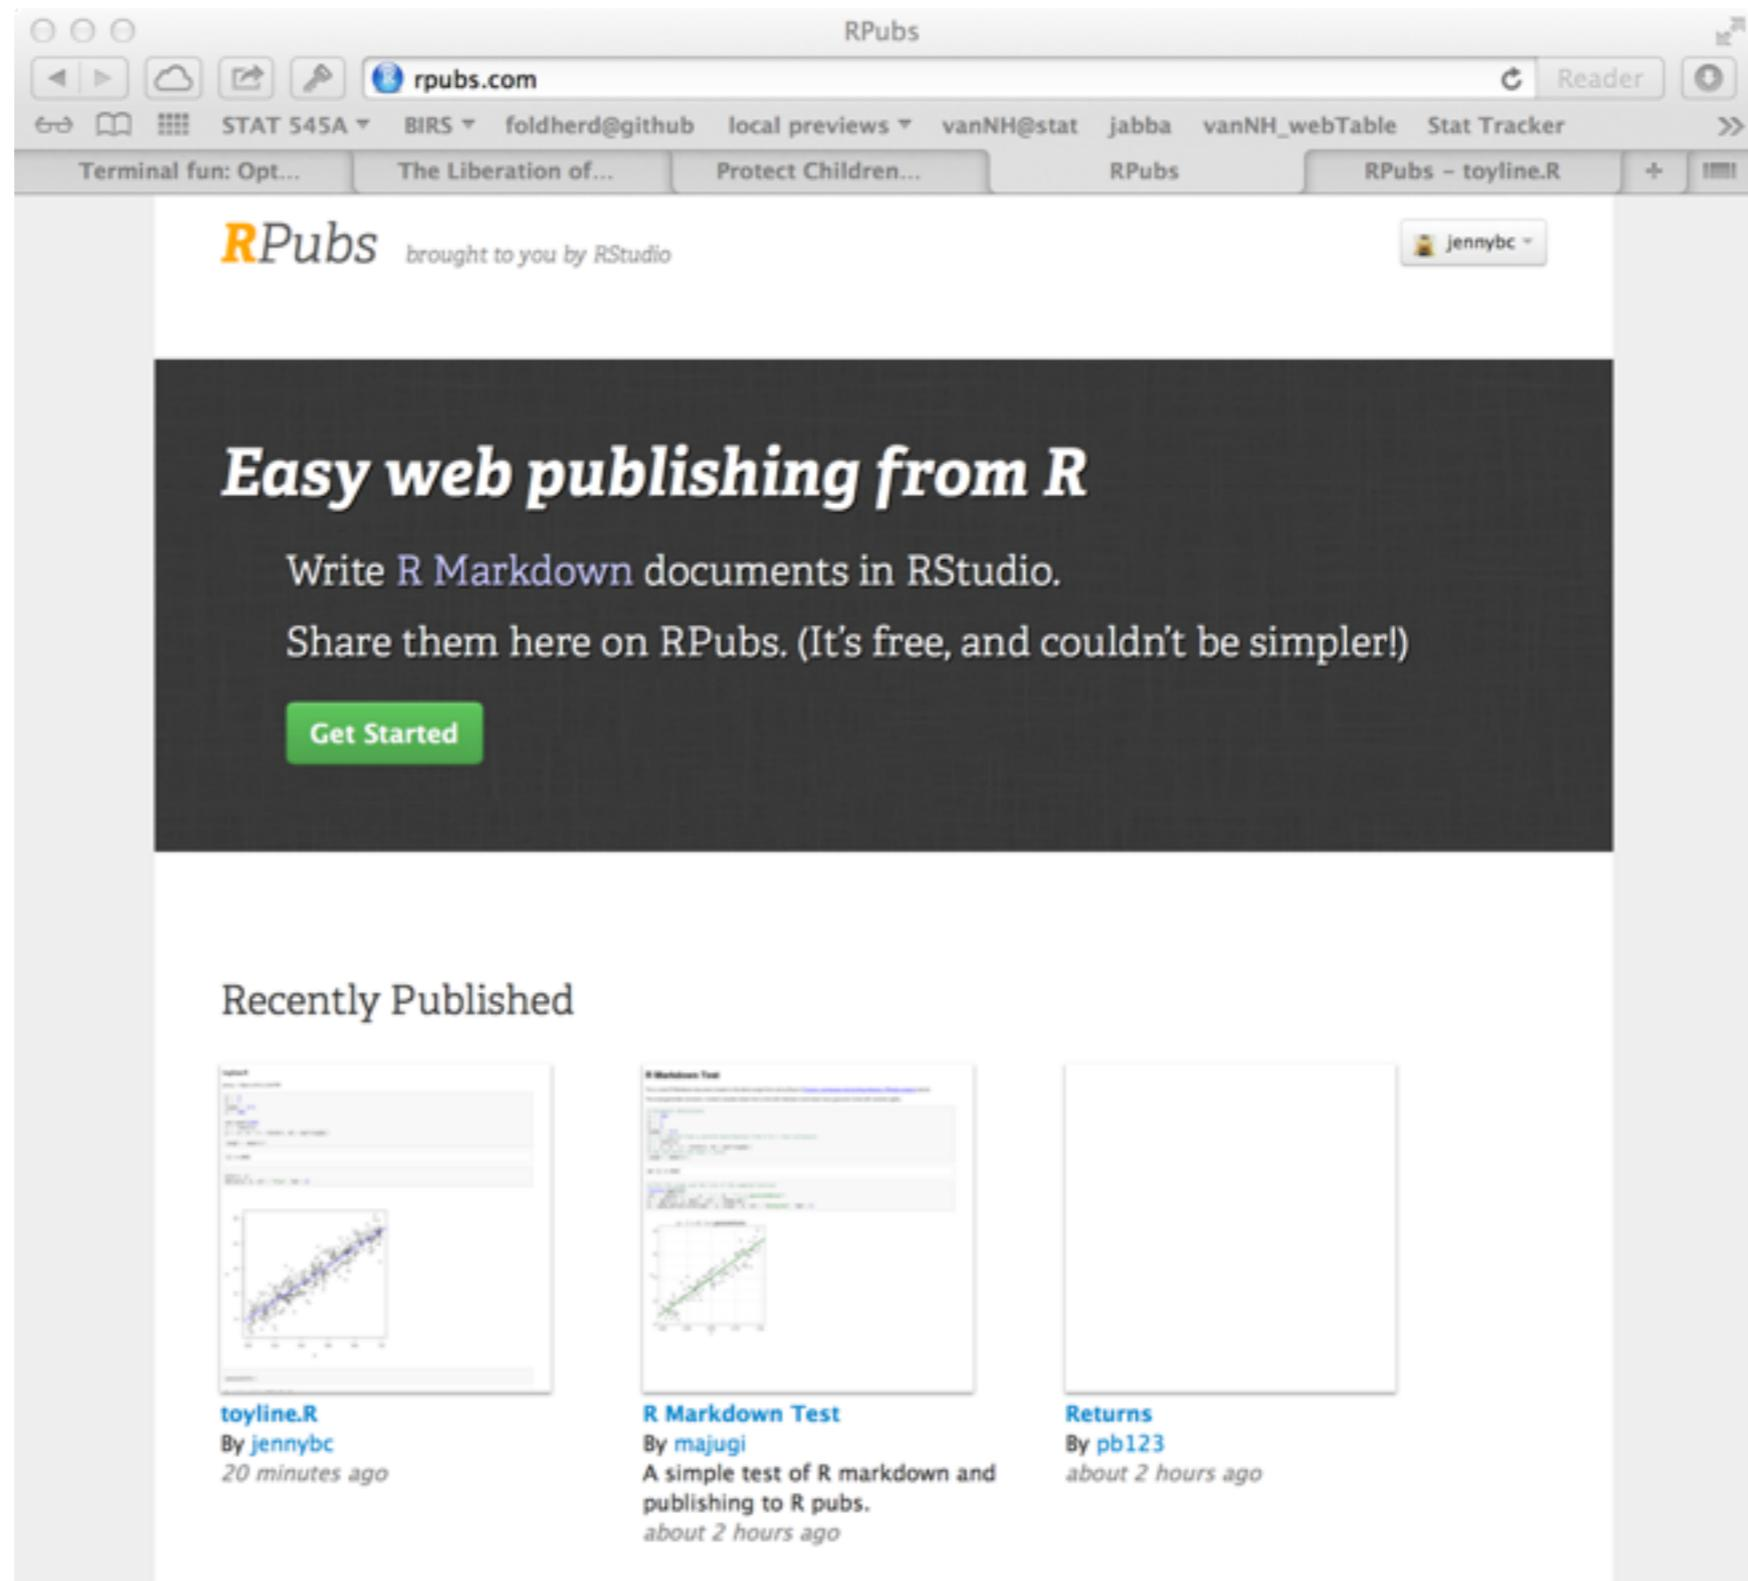 RPubs
rpubs.com
Reader
STAT 545A BIRS foldherd@github local previews vanNH@stat jabba vanNH_webTable Stat Tracker
Terminal fun: Opt... The Liberation of... Protect Children... RPubs RPubs - toyline.R
RPubs brought to you by RStudio
jennybc
Easy web publishing from R
Write R Markdown documents in RStudio.
Share them here on RPubs. (It's free, and couldn't be simpler!)
Get Started
Recently Published
R Markdown Test
toyline.R
By jennybc
20 minutes ago
R Markdown Test
By majugi
A simple test of R markdown and
publishing to R pubs.
about 2 hours ago
Returns
By pb123
about 2 hours ago